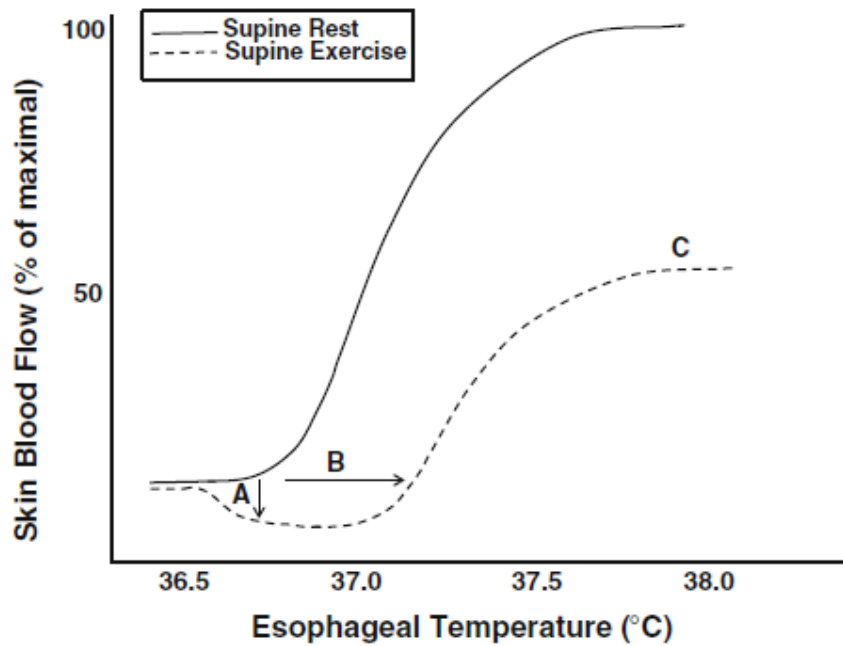 Supine Rest
Supine Exercise
100
50
Skin Blood Flow (% of maximal)
A
B
C
36.5 37.0 37.5 38.0
Esophageal Temperature (°C)